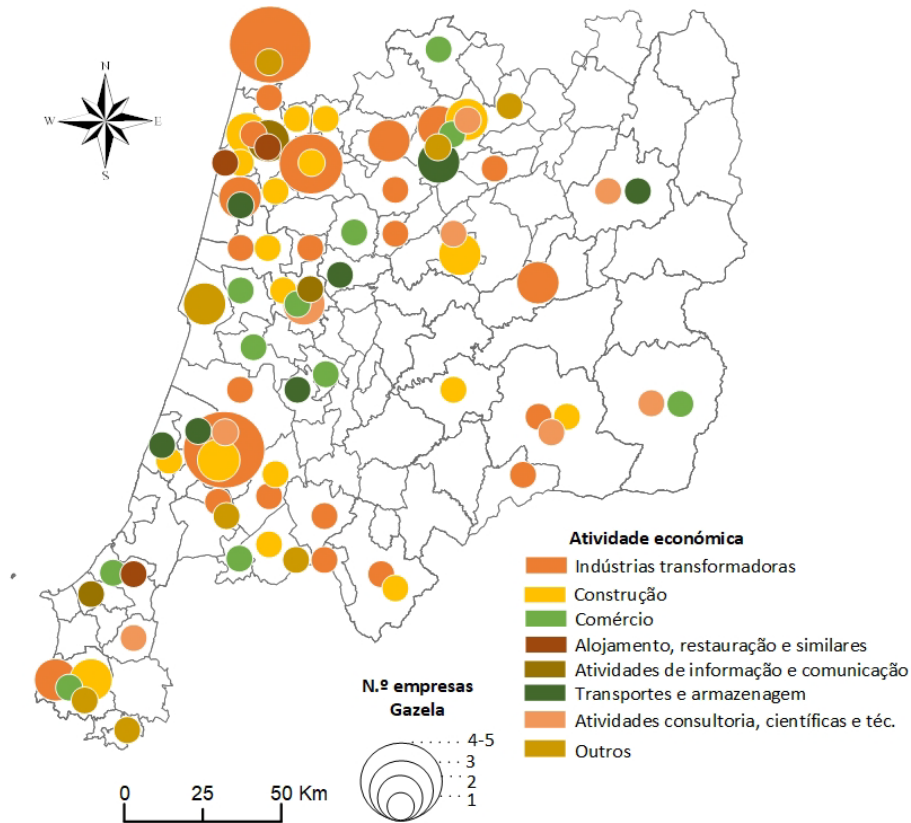 N
W
E
S
Atividade económica
Indústrias transformadoras
Construção
Comércio
Alojamento, restauração e similares
Atividades de informação e comunicação
Transportes e armazenagem
Atividades consultoria, científicas e téc.
Outros
N.º empresas
Gazela
4-5
3
2
1
0 25 50 Km